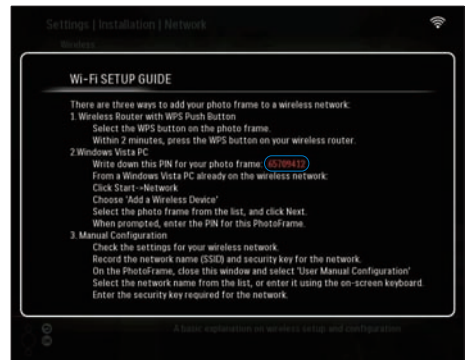 Settings | Installation | Network
Wireless
Wi-Fi SETUP GUIDE
There are three ways to add your photo frame to a wireless network:
1. Wireless Router with WPS Push Button
Select the WPS button on the photo frame.
Within 2 minutes, press the WPS button on your wireless router.
2.Windows Vista PC
Write down this PIN for your photo frame: 65709412
From a Windows Vista PC already on the wireless network:
Click Start->Network
Choose 'Add a Wireless Device'
Select the photo frame from the list, and click Next.
When prompted, enter the PIN for this PhotoFrame.
3. Manual Configuration
Check the settings for your wireless network.
Record the network name (SSID) and security key for the network.
On the PhotoFrame, close this window and select 'User Manual Configuration'
Select the network name from the list, or enter it using the on-screen keyboard.
Enter the security key required for the network.
A basic explanation on wireless setup and configuration